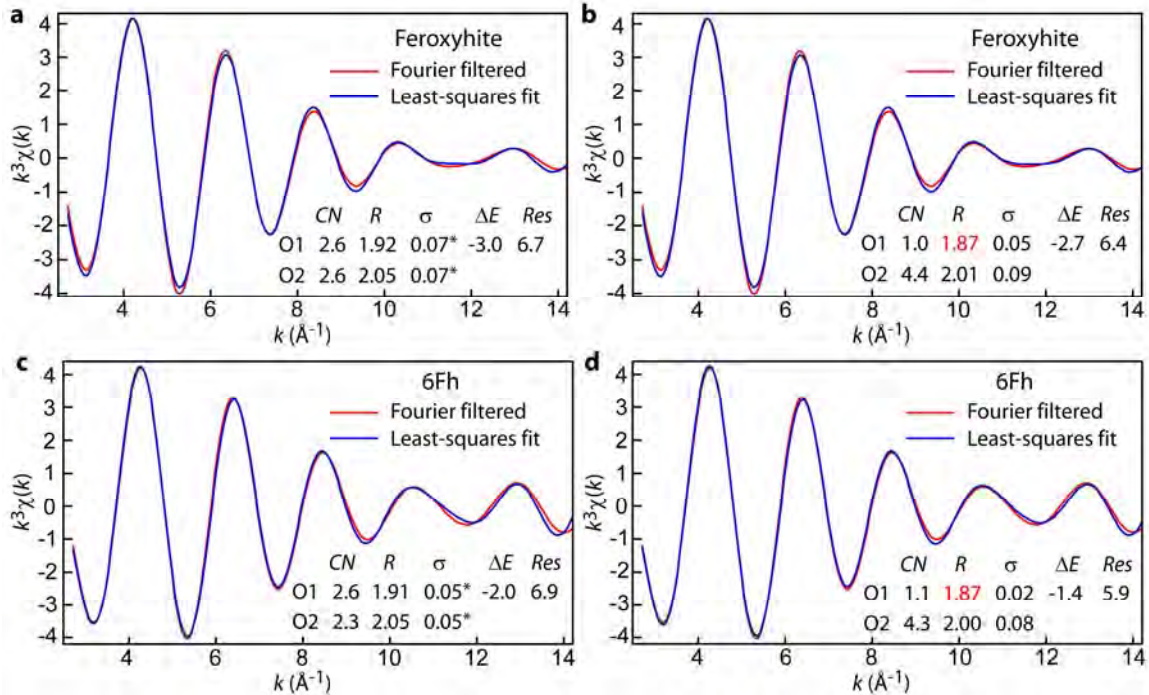 a
Feroxyhite
Fourier filtered
Least-squares fit
k³χ(k)
4
3
2
1
0
-1
-2
-3
-4
CN R σ ΔE Res
O1 2.6 1.92 0.07* -3.0 6.7
O2 2.6 2.05 0.07*
4 6 8 10 12 14
k (Å⁻¹)
b
Feroxyhite
Fourier filtered
Least-squares fit
k³χ(k)
4
3
2
1
0
-1
-2
-3
-4
CN R σ ΔE Res
O1 1.0 1.87 0.05 -2.7 6.4
O2 4.4 2.01 0.09
4 6 8 10 12 14
k (Å⁻¹)
c
6Fh
Fourier filtered
Least-squares fit
k³χ(k)
4
3
2
1
0
-1
-2
-3
-4
CN R σ ΔE Res
O1 2.6 1.91 0.05* -2.0 6.9
O2 2.3 2.05 0.05*
4 6 8 10 12 14
k (Å⁻¹)
d
6Fh
Fourier filtered
Least-squares fit
k³χ(k)
4
3
2
1
0
-1
-2
-3
-4
CN R σ ΔE Res
O1 1.1 1.87 0.02 -1.4 5.9
O2 4.3 2.00 0.08
4 6 8 10 12 14
k (Å⁻¹)